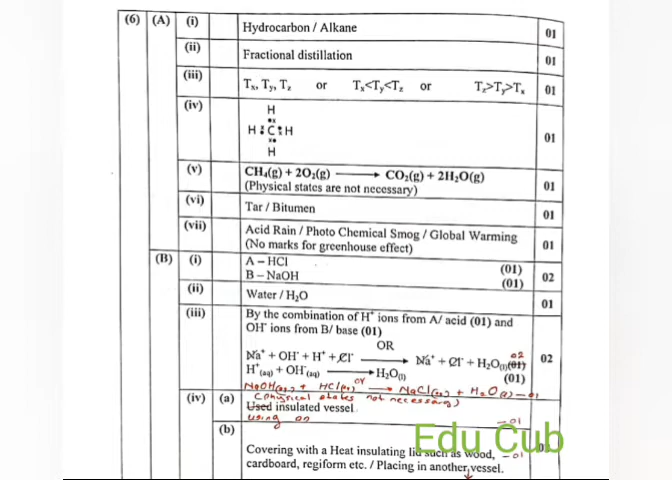 (6) (A) (i) Hydrocarbon / Alkane 01
(ii) Fractional distillation 01
(iii) Tx, Ty, Tz or Tx<Ty<Tz or Tz>Ty>Tx 01
(iv) H
H C H 01
H
(v) CH₄(g) + 2O₂(g) ⟶ CO₂(g) + 2H₂O(g)
(Physical states are not necessary) 01
(vi) Tar / Bitumen 01
(vii) Acid Rain / Photo Chemical Smog / Global Warming
(No marks for greenhouse effect) 01
(B) (i) A – HCl (01)
B – NaOH (01) 02
(ii) Water / H₂O 01
(iii) By the combination of H⁺ ions from A/ acid (01) and
OH⁻ ions from B/ base (01)
OR
Na⁺ + OH⁻ + H⁺ + Cl⁻ ⟶ Na⁺ + Cl⁻ + H₂O(l) (01) 02 02
H⁺(aq) + OH⁻(aq) ⟶ H₂O(l) (01)
or
NaOH(aq) + HCl(aq) ⟶ NaCl(aq) + H₂O(l) – 01
(physical states not necessary)
(iv) (a) Used insulated vessel
using an – 01
(b) Edu Cub
Covering with a Heat insulating lid such as wood, – 01
cardboard, regiform etc. / Placing in another vessel.